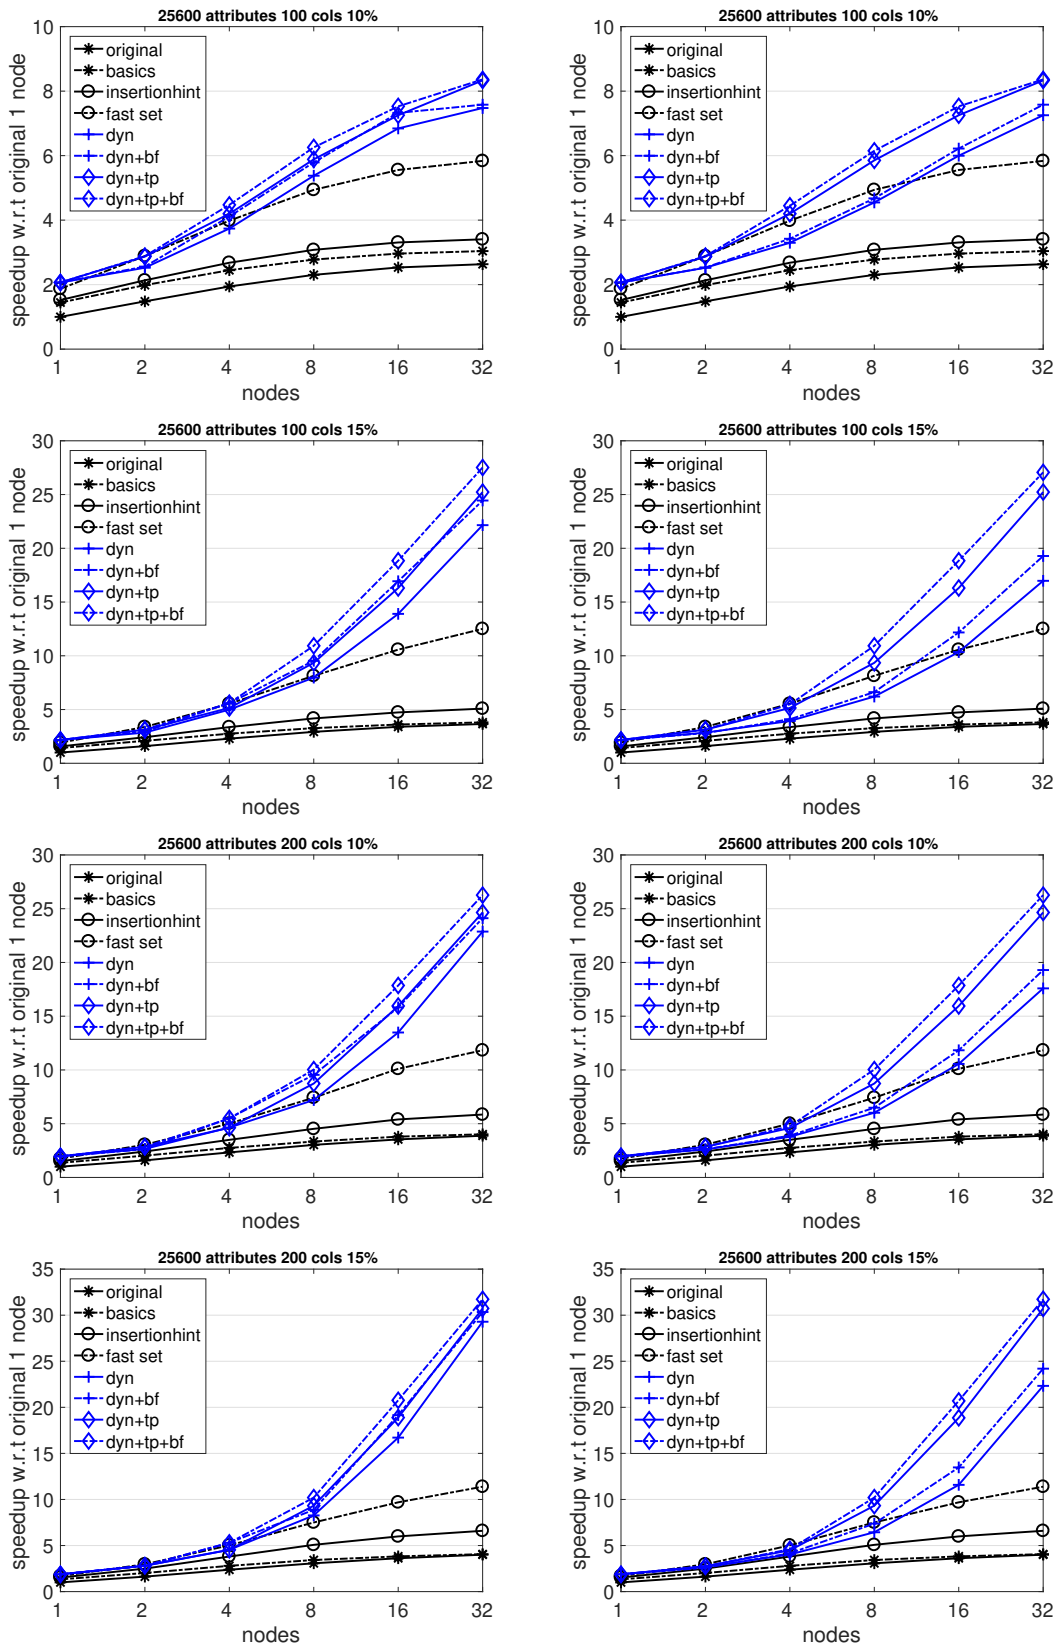 25600 attributes 100 cols 10%
speedup w.r.t original 1 node
10
8
6
4
2
0
original
basics
insertionhint
fast set
dyn
dyn+bf
dyn+tp
dyn+tp+bf
1 2 4 8 16 32
nodes
25600 attributes 100 cols 10%
speedup w.r.t original 1 node
10
8
6
4
2
0
original
basics
insertionhint
fast set
dyn
dyn+bf
dyn+tp
dyn+tp+bf
1 2 4 8 16 32
nodes
25600 attributes 100 cols 15%
speedup w.r.t original 1 node
30
25
20
15
10
5
0
original
basics
insertionhint
fast set
dyn
dyn+bf
dyn+tp
dyn+tp+bf
1 2 4 8 16 32
nodes
25600 attributes 100 cols 15%
speedup w.r.t original 1 node
30
25
20
15
10
5
0
original
basics
insertionhint
fast set
dyn
dyn+bf
dyn+tp
dyn+tp+bf
1 2 4 8 16 32
nodes
25600 attributes 200 cols 10%
speedup w.r.t original 1 node
30
25
20
15
10
5
0
original
basics
insertionhint
fast set
dyn
dyn+bf
dyn+tp
dyn+tp+bf
1 2 4 8 16 32
nodes
25600 attributes 200 cols 10%
speedup w.r.t original 1 node
30
25
20
15
10
5
0
original
basics
insertionhint
fast set
dyn
dyn+bf
dyn+tp
dyn+tp+bf
1 2 4 8 16 32
nodes
25600 attributes 200 cols 15%
speedup w.r.t original 1 node
35
30
25
20
15
10
5
0
original
basics
insertionhint
fast set
dyn
dyn+bf
dyn+tp
dyn+tp+bf
1 2 4 8 16 32
nodes
25600 attributes 200 cols 15%
speedup w.r.t original 1 node
35
30
25
20
15
10
5
0
original
basics
insertionhint
fast set
dyn
dyn+bf
dyn+tp
dyn+tp+bf
1 2 4 8 16 32
nodes